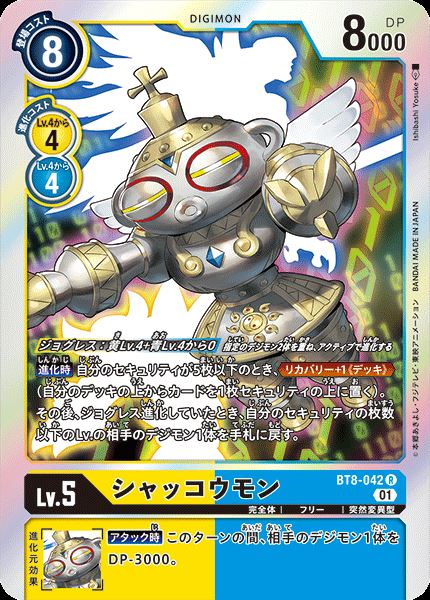 登場コスト
8
DIGIMON
DP
8000
進化コスト
Lv.4から
4
Lv.4から
4
Ishibashi Yosuke
BANDAI MADE IN JAPAN
©本郷あきよし・フジテレビ・東映アニメーション
ジョグレス:黄Lv.4+青Lv.4から0 指定のデジモン2体を重ね、アクティブで進化する
進化時 自分のセキュリティが5枚以下のとき、リカバリー+1《デッキ》
(自分のデッキの上からカードを1枚セキュリティの上に置く)。
その後、ジョグレス進化していたとき、自分のセキュリティの枚数
以下のLv.の相手のデジモン1体を手札に戻す。
BT8-042 R
Lv.5
シャッコウモン
01
完全体 フリー 突然変異型
進化元効果
アタック時 このターンの間、相手のデジモン1体を
DP-3000。